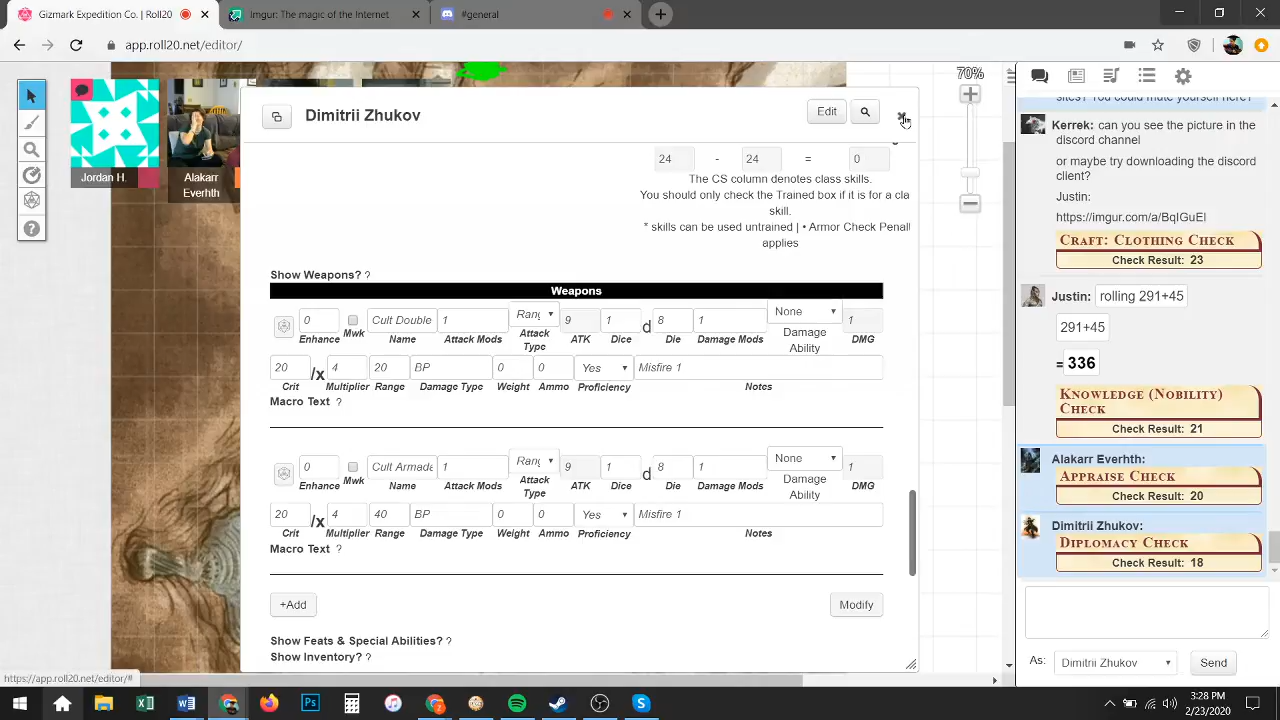 Gizmark Expedition Co. | Roll20
Imgur: The magic of the Internet
#general
app.roll20.net/editor/
Jordan H.
Alakarr
Everhth
Dimitrii Zhukov
Edit
24 - 24 = 0
The CS column denotes class skills.
You should only check the Trained box if it is for a cla
skill.
* skills can be used untrained | • Armor Check Penalt
applies
Show Weapons? ?
Weapons
0 Cult Double 1 Rang 9 1 d 8 1 None 1
Enhance Mwk Name Attack Mods Attack Type ATK Dice Die Damage Mods Damage Ability DMG
20 /x 4 20 BP 0 0 Yes Misfire 1
Crit Multiplier Range Damage Type Weight Ammo Proficiency Notes
Macro Text ?
0 Cult Armada 1 Rang 9 1 d 8 1 None 1
Enhance Mwk Name Attack Mods Attack Type ATK Dice Die Damage Mods Damage Ability DMG
20 /x 4 40 BP 0 0 Yes Misfire 1
Crit Multiplier Range Damage Type Weight Ammo Proficiency Notes
Macro Text ?
+Add
Modify
Show Feats & Special Abilities? ?
Show Inventory? ?
70%
sites? You could mute yourself here?
Kerrek: can you see the picture in the
discord channel
or maybe try downloading the discord
client?
Justin:
https://imgur.com/a/BqIGuEl
Craft: Clothing Check
Check Result: 23
Justin: rolling 291+45
291+45
= 336
Knowledge (Nobility)
Check
Check Result: 21
Alakarr Everhth:
Appraise Check
Check Result: 20
Dimitrii Zhukov:
Diplomacy Check
Check Result: 18
As: Dimitrii Zhukov
Send
https://app.roll20.net/editor/#
3:28 PM
2/23/2020